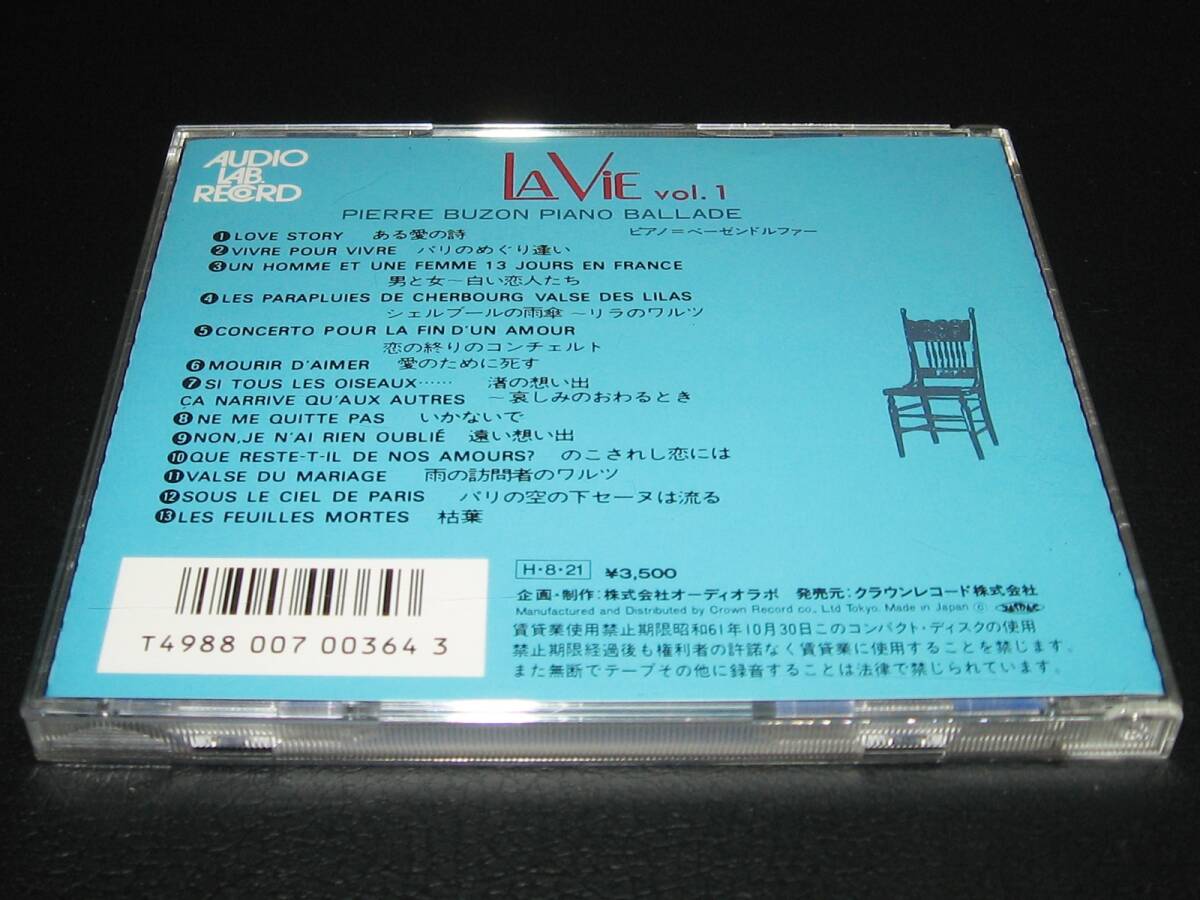 AUDIO
LAB.
RECORD
LA ViE vol. 1
PIERRE BUZON PIANO BALLADE
ピアノ=ベーゼンドルファー
❶LOVE STORY ある愛の詩
❷VIVRE POUR VIVRE パリのめぐり逢い
❸UN HOMME ET UNE FEMME 13 JOURS EN FRANCE
男と女〜白い恋人たち
❹LES PARAPLUIES DE CHERBOURG VALSE DES LILAS
シェルブールの雨傘〜リラのワルツ
❺CONCERTO POUR LA FIN D'UN AMOUR
恋の終りのコンチェルト
❻MOURIR D'AIMER 愛のために死す
❼SI TOUS LES OISEAUX…… 渚の想い出
ÇA NARRIVE QU'AUX AUTRES 〜哀しみのおわるとき
❽NE ME QUITTE PAS いかないで
❾NON,JE N'AI RIEN OUBLIÉ 遠い想い出
❿QUE RESTE-T-IL DE NOS AMOURS? のこされし恋には
⓫VALSE DU MARIAGE 雨の訪問者のワルツ
⓬SOUS LE CIEL DE PARIS パリの空の下セーヌは流る
⓭LES FEUILLES MORTES 枯葉
T4988 007 00364 3
H・8・21 ¥3,500
企画・制作：株式会社オーディオラボ 発売元：クラウンレコード株式会社
Manufactured and Distributed by Crown Record co., Ltd Tokyo. Made in Japan ©
賃貸業使用禁止期限昭和61年10月30日このコンパクト・ディスクの使用
禁止期限経過後も権利者の許諾なく賃貸業に使用することを禁じます。
また無断でテープその他に録音することは法律で禁じられています。